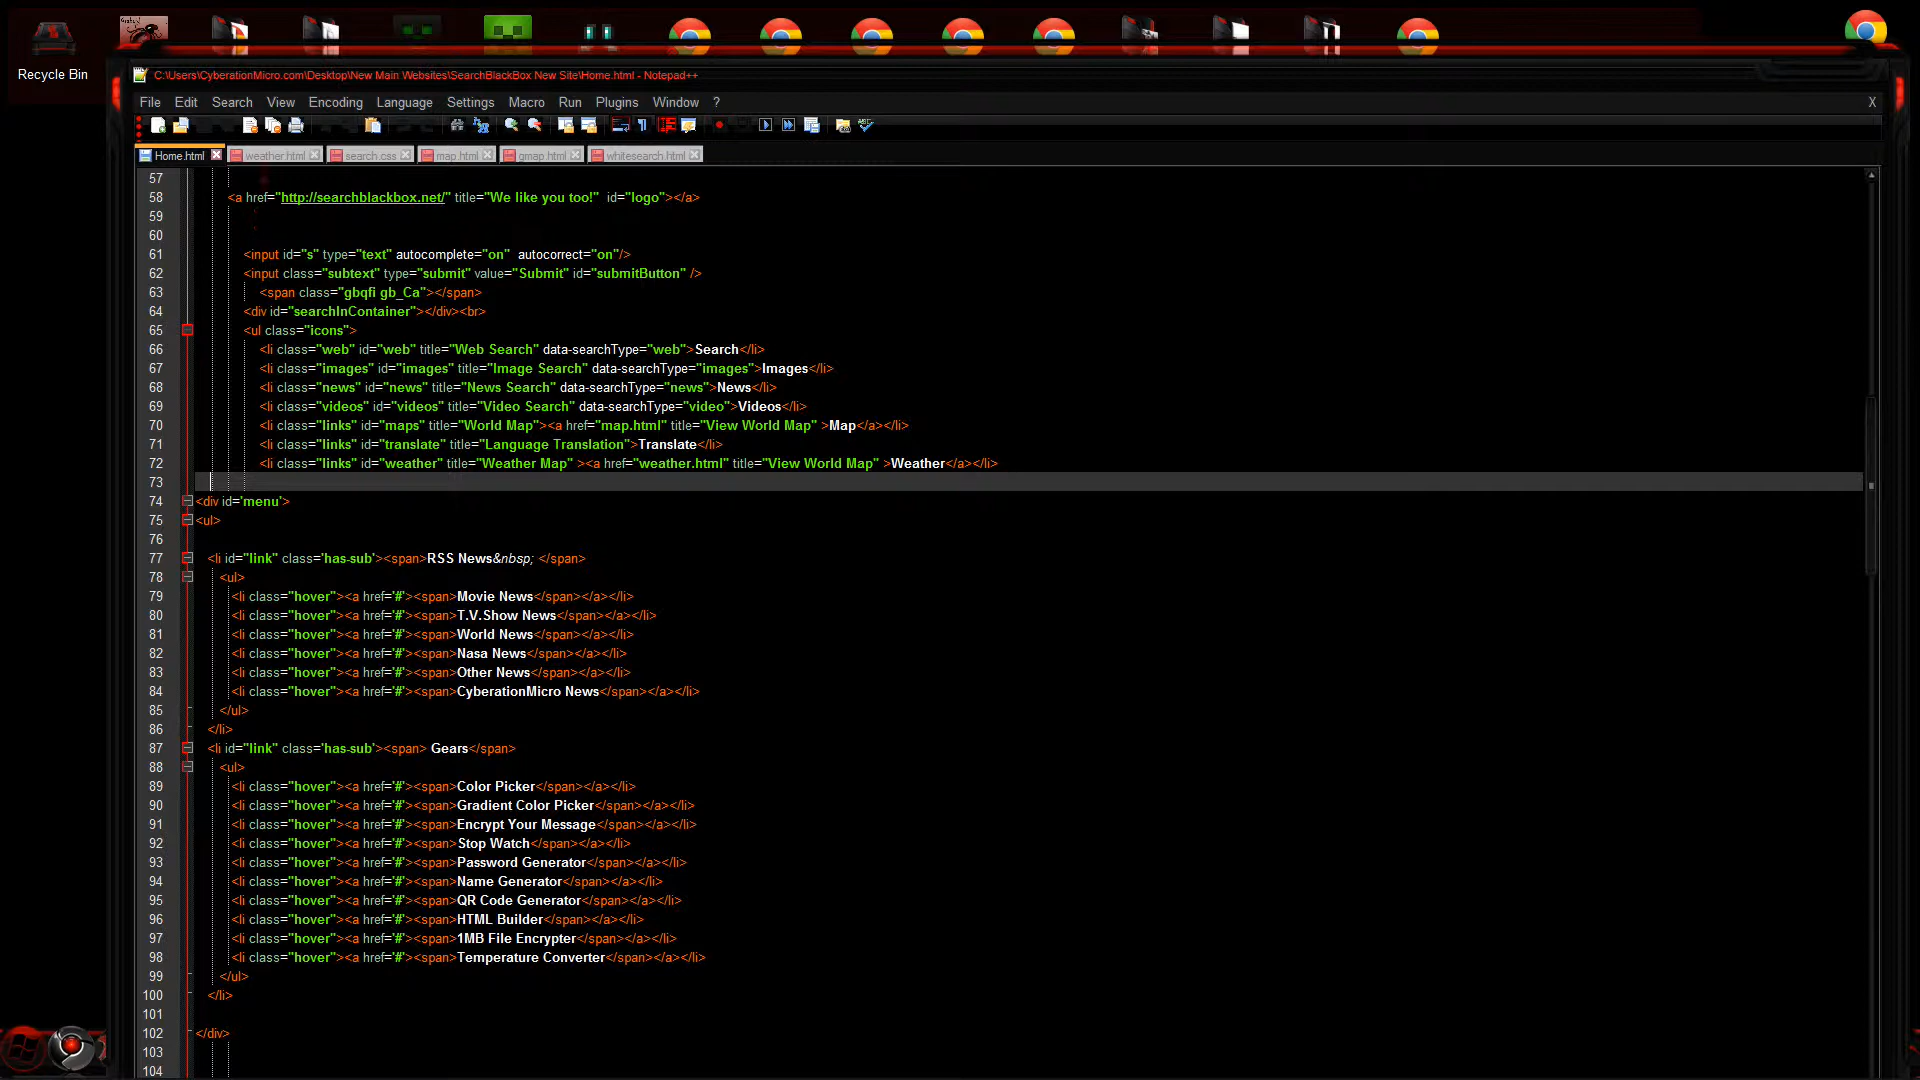 Recycle Bin
C:\Users\CyberationMicro.com\Desktop\New Main Websites\SearchBlackBox New Site\Home.html - Notepad++
File Edit Search View Encoding Language Settings Macro Run Plugins Window ? X
Home.html weather.html search.css map.html gmap.html whitesearch.html
57
58 <a href="http://searchblackbox.net/" title="We like you too!"  id="logo"></a>
59
60
61 <input id="s" type="text" autocomplete="on"  autocorrect="on"/>
62 <input class="subtext" type="submit" value="Submit" id="submitButton" />
63 <span class="gbqfi gb_Ca"></span>
64 <div id="searchInContainer"></div><br>
65 <ul class="icons">
66 <li class="web" id="web" title="Web Search" data-searchType="web">Search</li>
67 <li class="images" id="images" title="Image Search" data-searchType="images">Images</li>
68 <li class="news" id="news" title="News Search" data-searchType="news">News</li>
69 <li class="videos" id="videos" title="Video Search" data-searchType="video">Videos</li>
70 <li class="links" id="maps" title="World Map"><a href="map.html" title="View World Map" >Map</a></li>
71 <li class="links" id="translate" title="Language Translation">Translate</li>
72 <li class="links" id="weather" title="Weather Map" ><a href="weather.html" title="View World Map" >Weather</a></li>
73
74 <div id='menu'>
75 <ul>
76
77 <li id="link" class='has-sub'><span>RSS News&nbsp; </span>
78 <ul>
79 <li class="hover"><a href='#'><span>Movie News</span></a></li>
80 <li class="hover"><a href='#'><span>T.V.Show News</span></a></li>
81 <li class="hover"><a href='#'><span>World News</span></a></li>
82 <li class="hover"><a href='#'><span>Nasa News</span></a></li>
83 <li class="hover"><a href='#'><span>Other News</span></a></li>
84 <li class="hover"><a href='#'><span>CyberationMicro News</span></a></li>
85 </ul>
86 </li>
87 <li id="link" class='has-sub'><span> Gears</span>
88 <ul>
89 <li class="hover"><a href='#'><span>Color Picker</span></a></li>
90 <li class="hover"><a href='#'><span>Gradient Color Picker</span></a></li>
91 <li class="hover"><a href='#'><span>Encrypt Your Message</span></a></li>
92 <li class="hover"><a href='#'><span>Stop Watch</span></a></li>
93 <li class="hover"><a href='#'><span>Password Generator</span></a></li>
94 <li class="hover"><a href='#'><span>Name Generator</span></a></li>
95 <li class="hover"><a href='#'><span>QR Code Generator</span></a></li>
96 <li class="hover"><a href='#'><span>HTML Builder</span></a></li>
97 <li class="hover"><a href='#'><span>1MB File Encrypter</span></a></li>
98 <li class="hover"><a href='#'><span>Temperature Converter</span></a></li>
99 </ul>
100 </li>
101
102 </div>
103
104